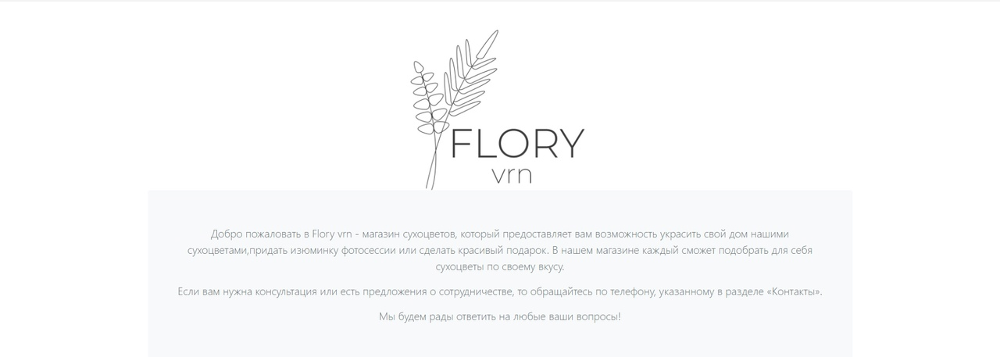 FLORY
vrn
Добро пожаловать в Flory vrn - магазин сухоцветов, который предоставляет вам возможность украсить свой дом нашими
сухоцветами,придать изюминку фотосессии или сделать красивый подарок. В нашем магазине каждый сможет подобрать для себя
сухоцветы по своему вкусу.
Если вам нужна консультация или есть предложения о сотрудничестве, то обращайтесь по телефону, указанному в разделе «Контакты».
Мы будем рады ответить на любые ваши вопросы!